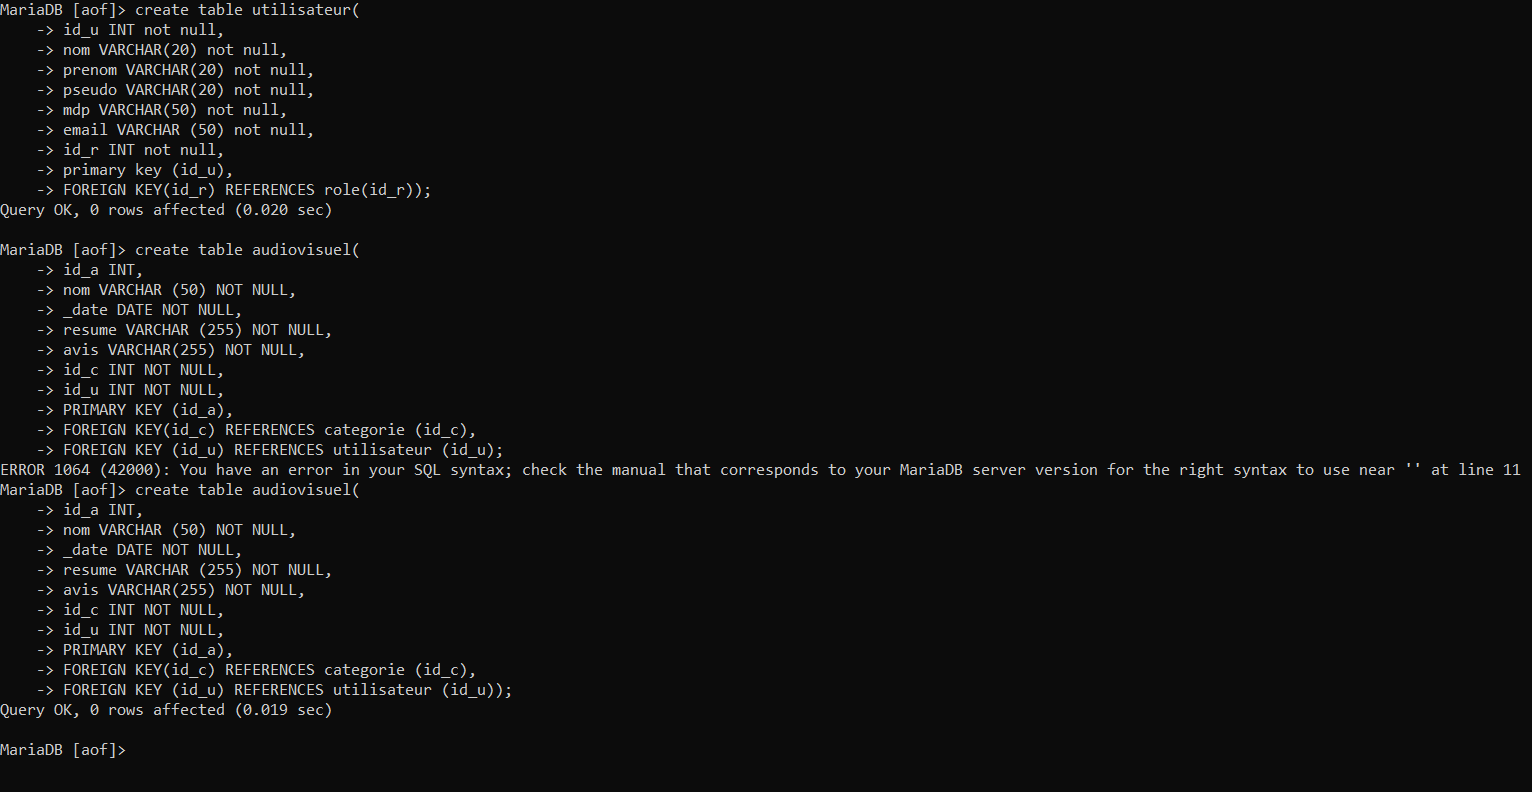 MariaDB [aof]> create table utilisateur(
    -> id_u INT not null,
    -> nom VARCHAR(20) not null,
    -> prenom VARCHAR(20) not null,
    -> pseudo VARCHAR(20) not null,
    -> mdp VARCHAR(50) not null,
    -> email VARCHAR (50) not null,
    -> id_r INT not null,
    -> primary key (id_u),
    -> FOREIGN KEY(id_r) REFERENCES role(id_r));
Query OK, 0 rows affected (0.020 sec)

MariaDB [aof]> create table audiovisuel(
    -> id_a INT,
    -> nom VARCHAR (50) NOT NULL,
    -> _date DATE NOT NULL,
    -> resume VARCHAR (255) NOT NULL,
    -> avis VARCHAR(255) NOT NULL,
    -> id_c INT NOT NULL,
    -> id_u INT NOT NULL,
    -> PRIMARY KEY (id_a),
    -> FOREIGN KEY(id_c) REFERENCES categorie (id_c),
    -> FOREIGN KEY (id_u) REFERENCES utilisateur (id_u);
ERROR 1064 (42000): You have an error in your SQL syntax; check the manual that corresponds to your MariaDB server version for the right syntax to use near '' at line 11
MariaDB [aof]> create table audiovisuel(
    -> id_a INT,
    -> nom VARCHAR (50) NOT NULL,
    -> _date DATE NOT NULL,
    -> resume VARCHAR (255) NOT NULL,
    -> avis VARCHAR(255) NOT NULL,
    -> id_c INT NOT NULL,
    -> id_u INT NOT NULL,
    -> PRIMARY KEY (id_a),
    -> FOREIGN KEY(id_c) REFERENCES categorie (id_c),
    -> FOREIGN KEY (id_u) REFERENCES utilisateur (id_u));
Query OK, 0 rows affected (0.019 sec)

MariaDB [aof]>